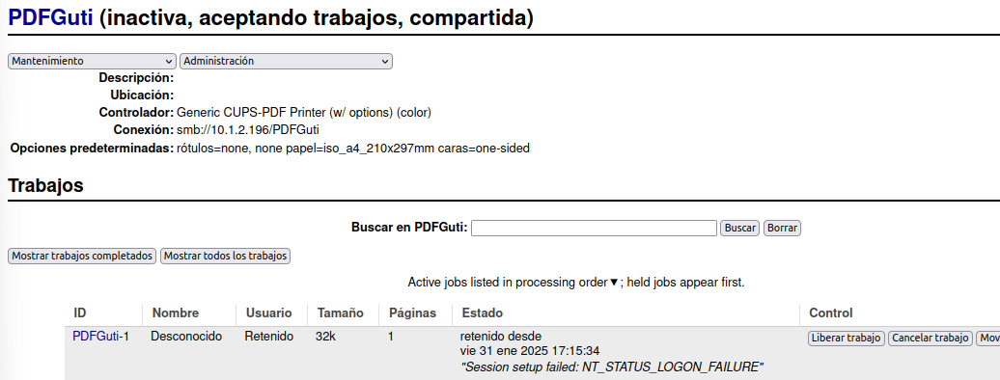 PDFGuti (inactiva, aceptando trabajos, compartida)
Mantenimiento Administración
Descripción:
Ubicación:
Controlador: Generic CUPS-PDF Printer (w/ options) (color)
Conexión: smb://10.1.2.196/PDFGuti
Opciones predeterminadas: rótulos=none, none papel=iso_a4_210x297mm caras=one-sided
Trabajos
Buscar en PDFGuti: Buscar Borrar
Mostrar trabajos completados Mostrar todos los trabajos
Active jobs listed in processing order▼; held jobs appear first.
ID Nombre Usuario Tamaño Páginas Estado Control
PDFGuti-1 Desconocido Retenido 32k 1 retenido desde Liberar trabajo Cancelar trabajo Mov
vie 31 ene 2025 17:15:34
"Session setup failed: NT_STATUS_LOGON_FAILURE"